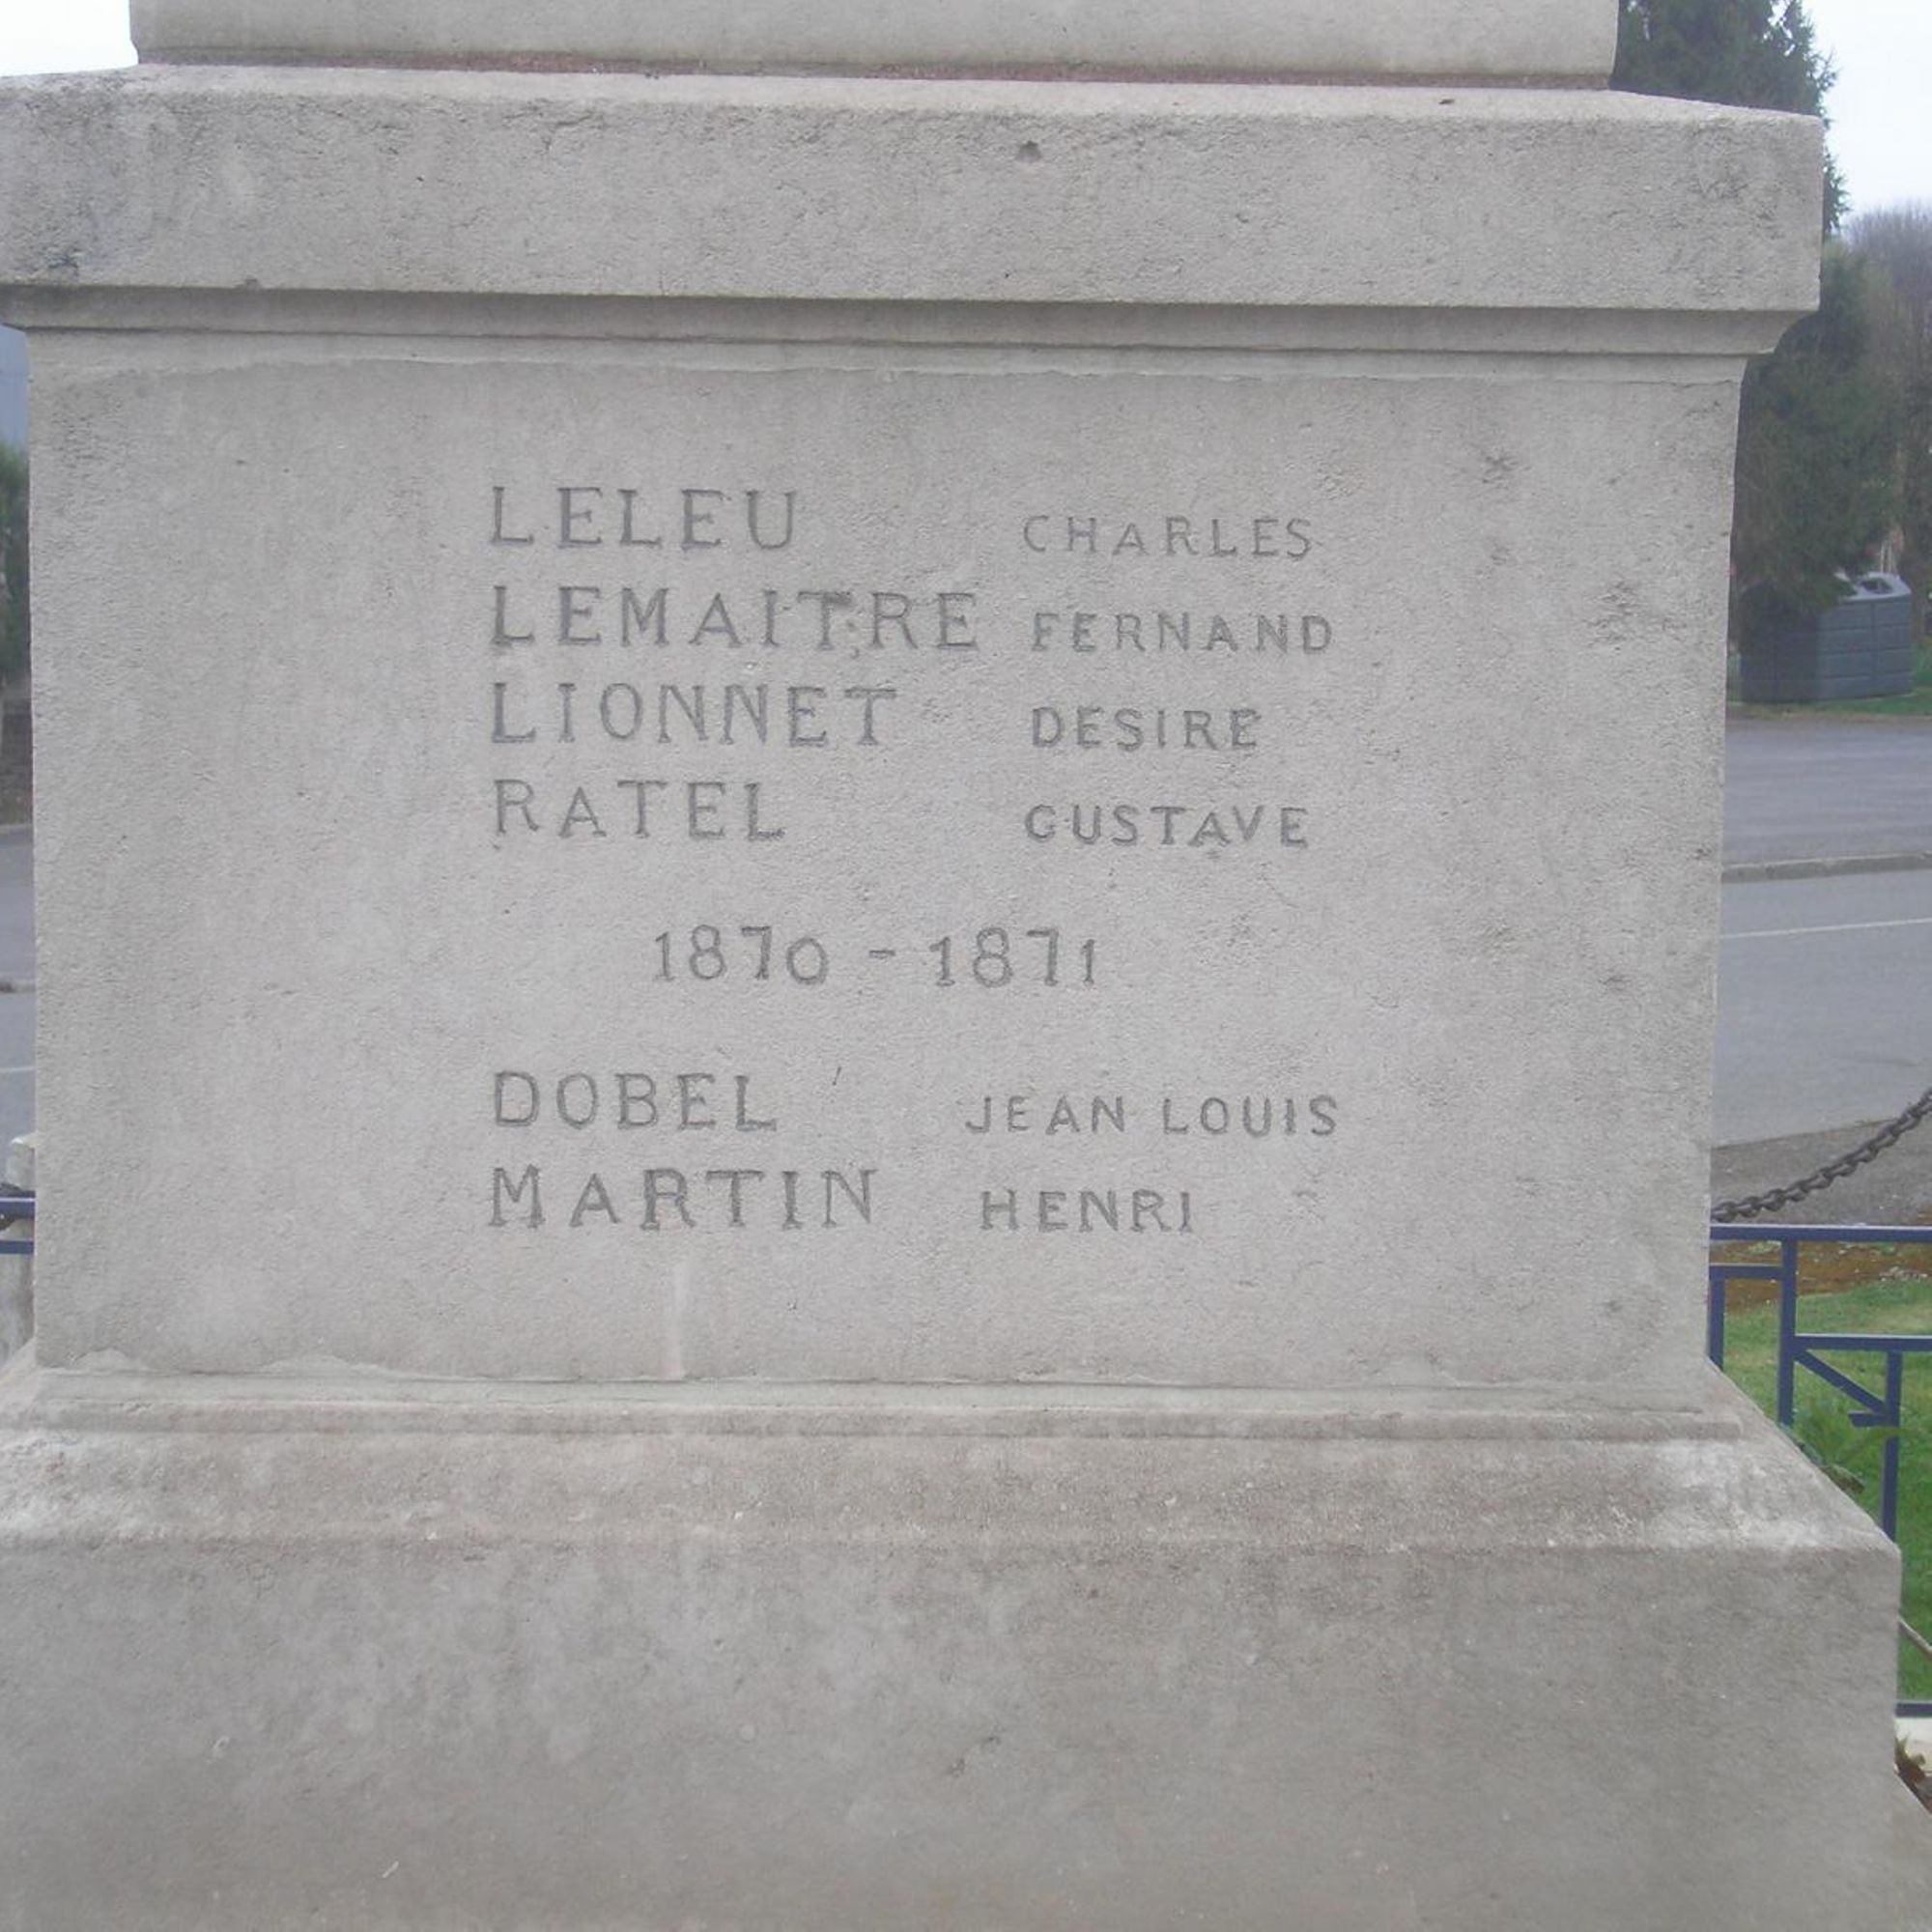 LELEU CHARLES
LEMAITRE FERNAND
LIONNET DESIRE
RATEL GUSTAVE
1870 - 1871
DOBEL JEAN LOUIS
MARTIN HENRI